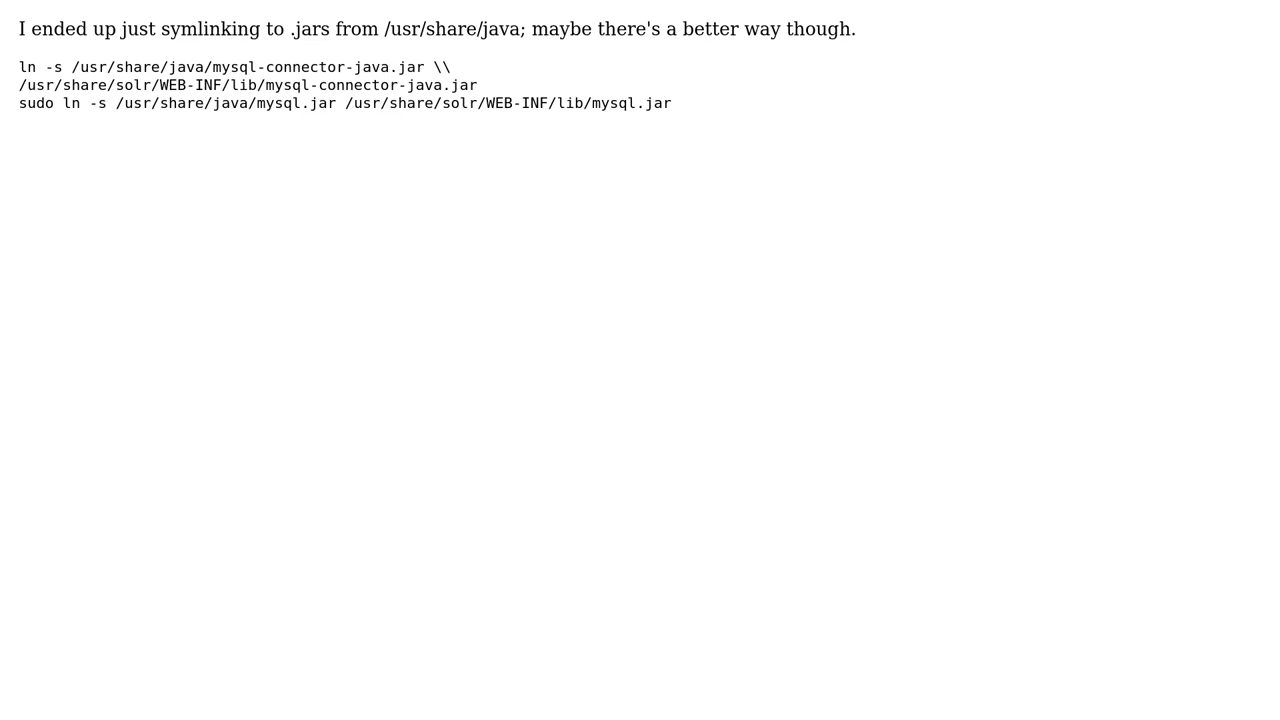 I ended up just symlinking to .jars from /usr/share/java; maybe there's a better way though.
ln -s /usr/share/java/mysql-connector-java.jar \\
/usr/share/solr/WEB-INF/lib/mysql-connector-java.jar
sudo ln -s /usr/share/java/mysql.jar /usr/share/solr/WEB-INF/lib/mysql.jar